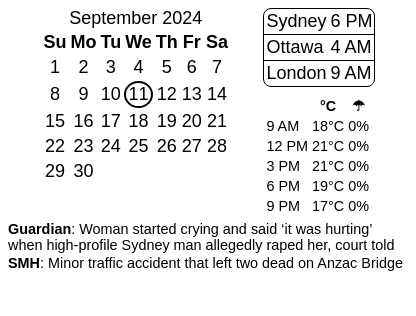 September 2024
Su Mo Tu We Th Fr Sa
1 2 3 4 5 6 7
8 9 10 11 12 13 14
15 16 17 18 19 20 21
22 23 24 25 26 27 28
29 30
Sydney 6 PM
Ottawa 4 AM
London 9 AM
°C ☂
9 AM 18°C 0%
12 PM 21°C 0%
3 PM 21°C 0%
6 PM 19°C 0%
9 PM 17°C 0%
Guardian: Woman started crying and said ‘it was hurting’
when high-profile Sydney man allegedly raped her, court told
SMH: Minor traffic accident that left two dead on Anzac Bridge